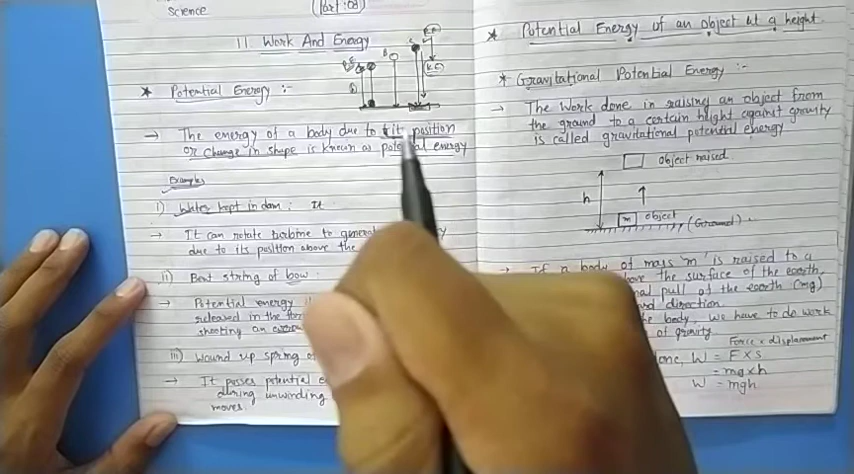 science
Part:08
11 Work And Energy
* Potential Energy :-
→ The energy of a body due to it position
or change in shape is known as potential energy
Examples
i) Water kept in dam: It
→ It can rotate turbine to
due to its position above the
ii) Bent string of bow
→ Potential energy
released in the
shooting an
iii) Wound up spring of
→ It posses potential
during unwinding
moves.
B
P.E
K.E
* Potential Energy of an object at a height
* Gravitational Potential Energy :-
→ The Work done in raising an object from
the ground to a certain height against gravity
is called gravitational potential energy
object raised
h
m object (Ground).
→ If a body of mass 'm' is raised to a
above the surface of the earth,
pull of the earth (mg)
direction.
the body, we have to do work
of gravity
Force x displacement
W = F x s
= mg x h
W = mgh